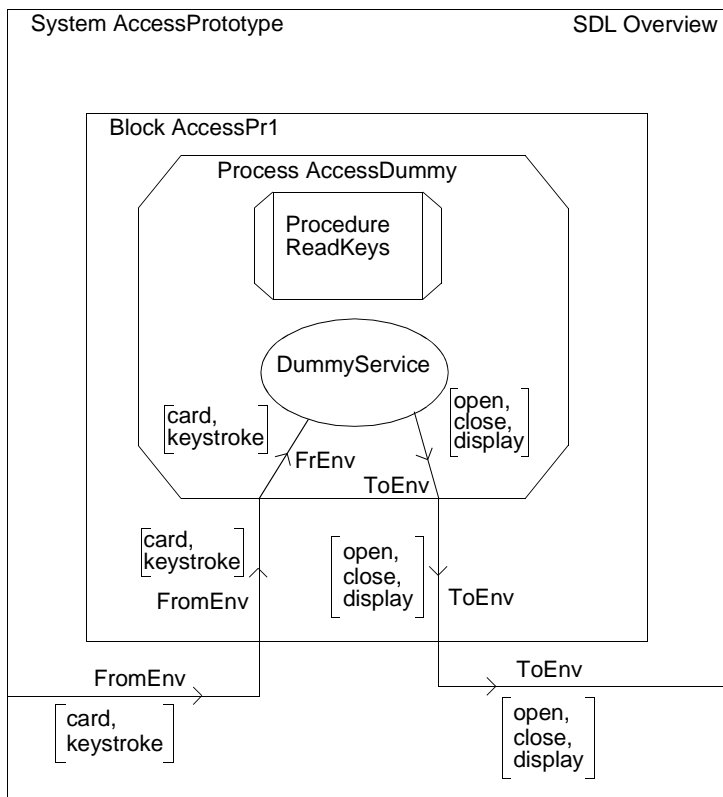 System AccessPrototype
SDL Overview
Block AccessPr1
Process AccessDummy
Procedure
ReadKeys
DummyService
card,
keystroke
open,
close,
display
FrEnv
ToEnv
card,
keystroke
open,
close,
display
FromEnv
ToEnv
FromEnv
ToEnv
card,
keystroke
open,
close,
display